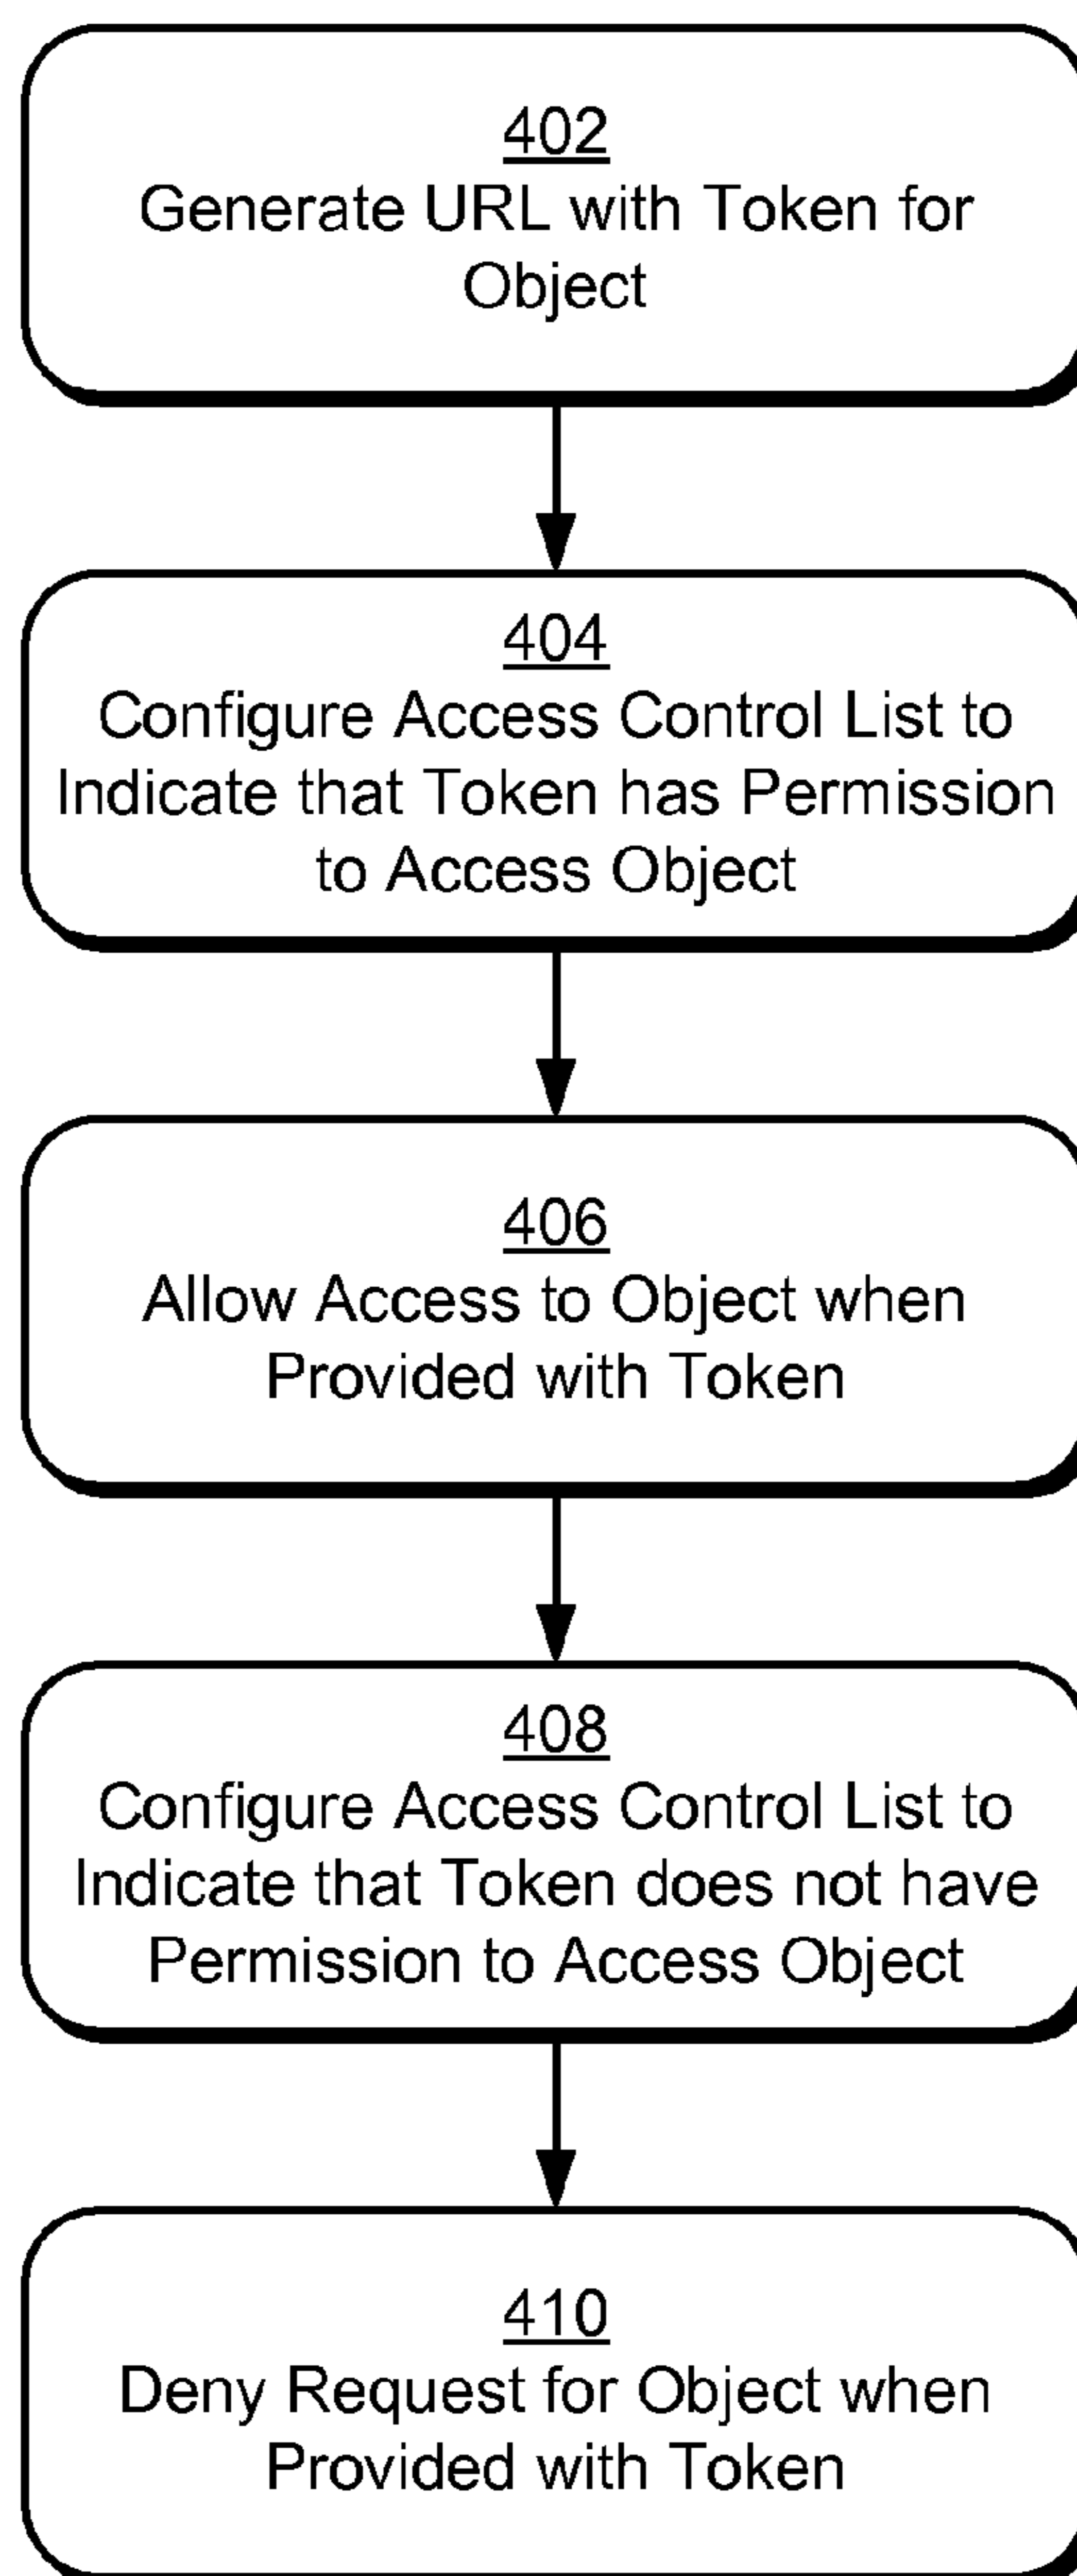 402
Generate URL with Token for
Object
404
Configure Access Control List to
Indicate that Token has Permission
to Access Object
406
Allow Access to Object when
Provided with Token
408
Configure Access Control List to
Indicate that Token does not have
Permission to Access Object
410
Deny Request for Object when
Provided with Token